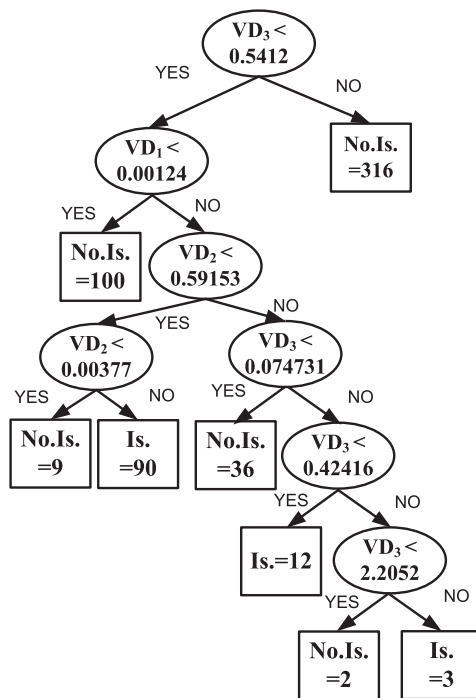 VD₃ <
0.5412
YES
NO
VD₁ <
0.00124
No.Is.
=316
YES
NO
No.Is.
=100
VD₂ <
0.59153
YES
NO
VD₂ <
0.00377
VD₃ <
0.074731
YES
NO
YES
NO
No.Is.
=9
Is.
=90
No.Is.
=36
VD₃ <
0.42416
YES
NO
Is.=12
VD₃ <
2.2052
YES
NO
No.Is.
=2
Is.
=3